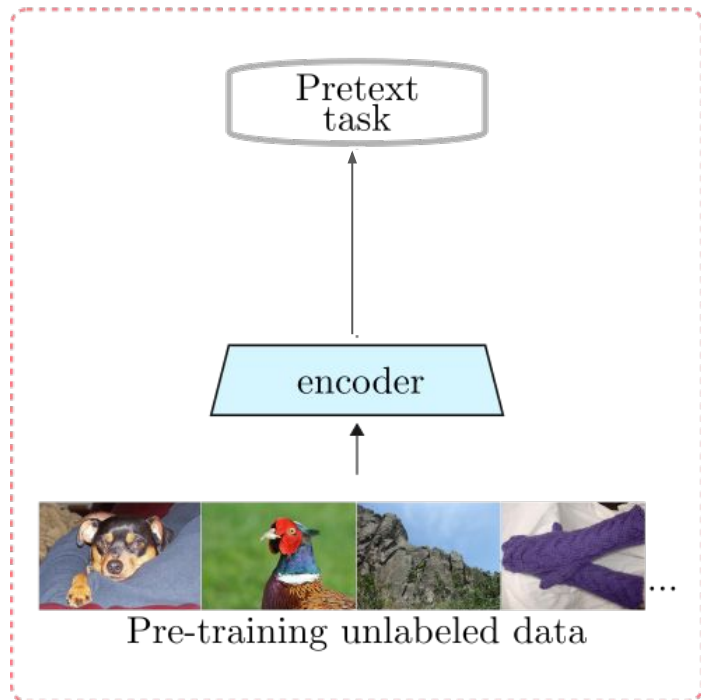 Pretext
task
encoder
...
Pre-training unlabeled data